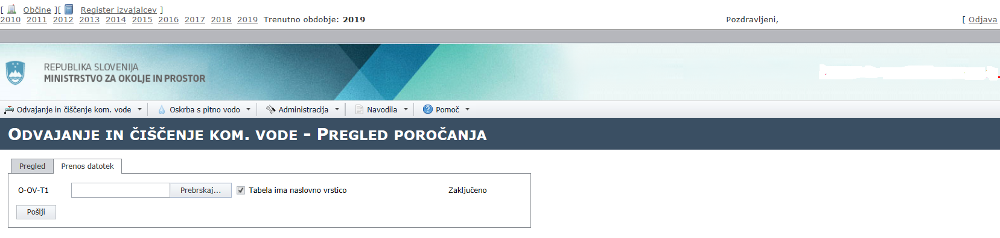 [ Občine ][ Register izvajalcev ]
2010 2011 2012 2013 2014 2015 2016 2017 2018 2019 Trenutno obdobje: 2019 Pozdravljeni, [ Odjava
REPUBLIKA SLOVENIJA
MINISTRSTVO ZA OKOLJE IN PROSTOR
Odvajanje in čiščenje kom. vode Oskrba s pitno vodo Administracija Navodila Pomoč
ODVAJANJE IN ČIŠČENJE KOM. VODE - PREGLED POROČANJA
Pregled Prenos datotek
O-OV-T1 Prebrskaj... Tabela ima naslovno vrstico Zaključeno
Pošlji